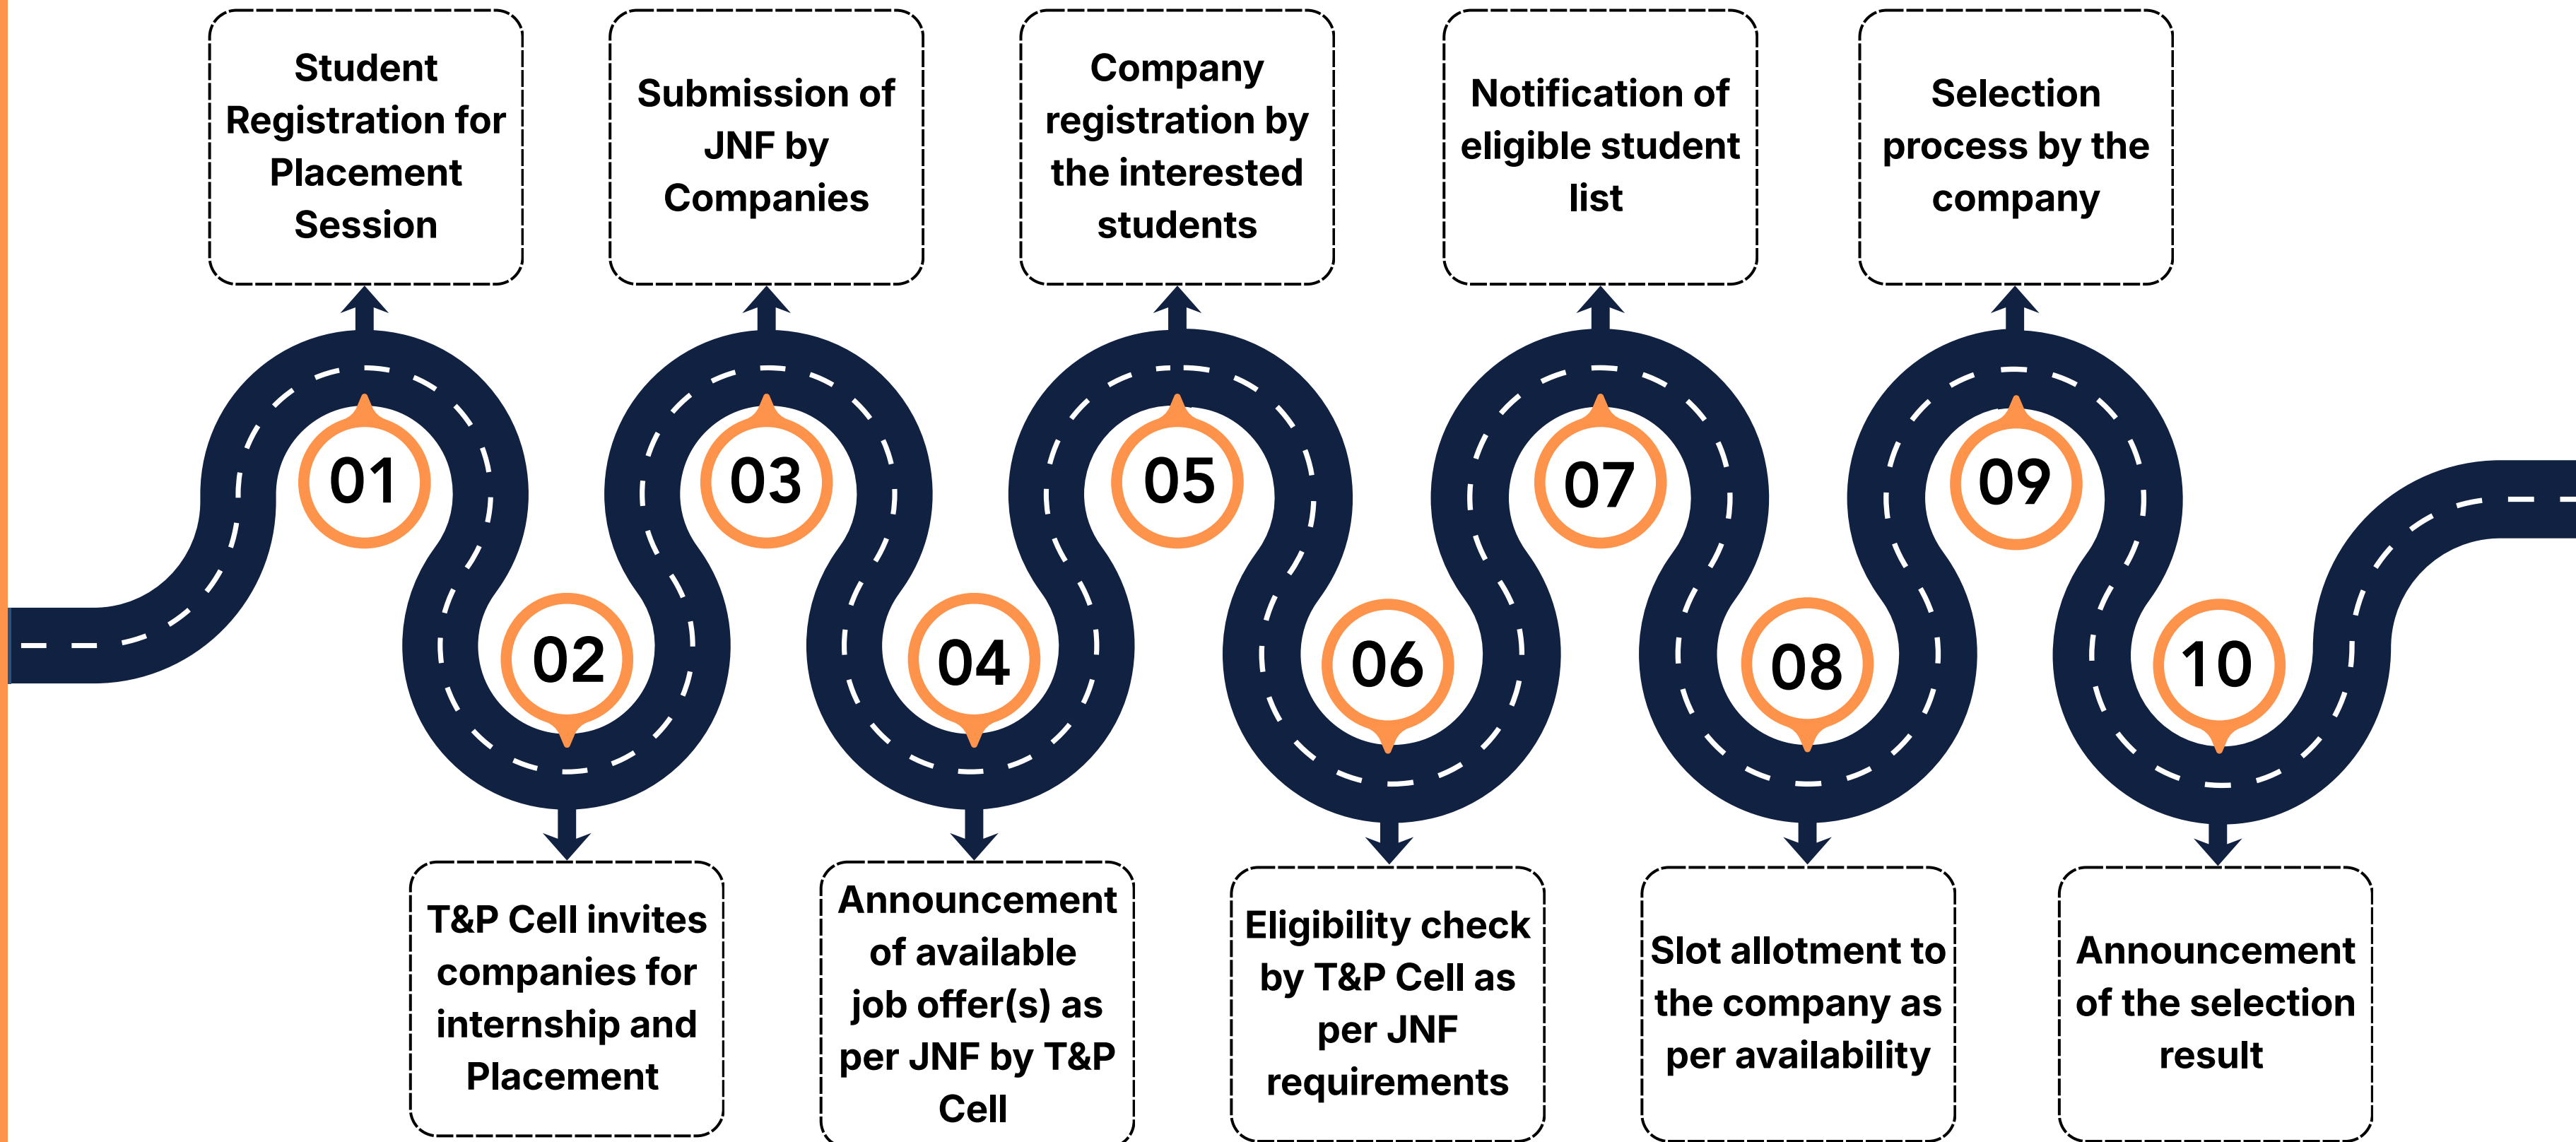 Student
Registration for
Placement
Session
Submission of
JNF by
Companies
Company
registration by
the interested
students
Notification of
eligible student
list
Selection
process by the
company
01
03
05
07
09
02
04
06
08
10
T&P Cell invites
companies for
internship and
Placement
Announcement
of available
job offer(s) as
per JNF by T&P
Cell
Eligibility check
by T&P Cell as
per JNF
requirements
Slot allotment to
the company as
per availability
Announcement
of the selection
result